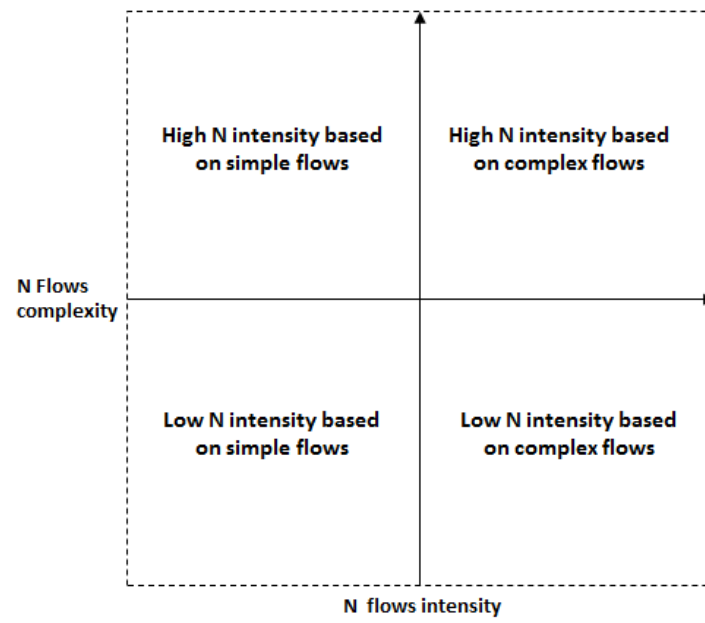 High N intensity based
on simple flows
High N intensity based
on complex flows
N Flows
complexity
Low N intensity based
on simple flows
Low N intensity based
on complex flows
N flows intensity